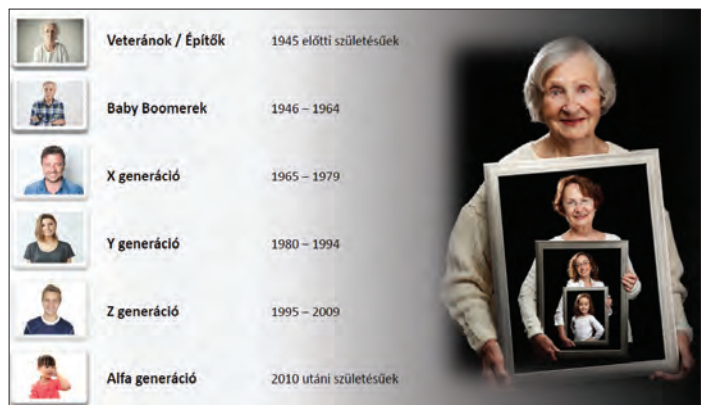 Veteránok / Építők 1945 előtti születésűek
Baby Boomerek 1946 – 1964
X generáció 1965 – 1979
Y generáció 1980 – 1994
Z generáció 1995 – 2009
Alfa generáció 2010 utáni születésűek